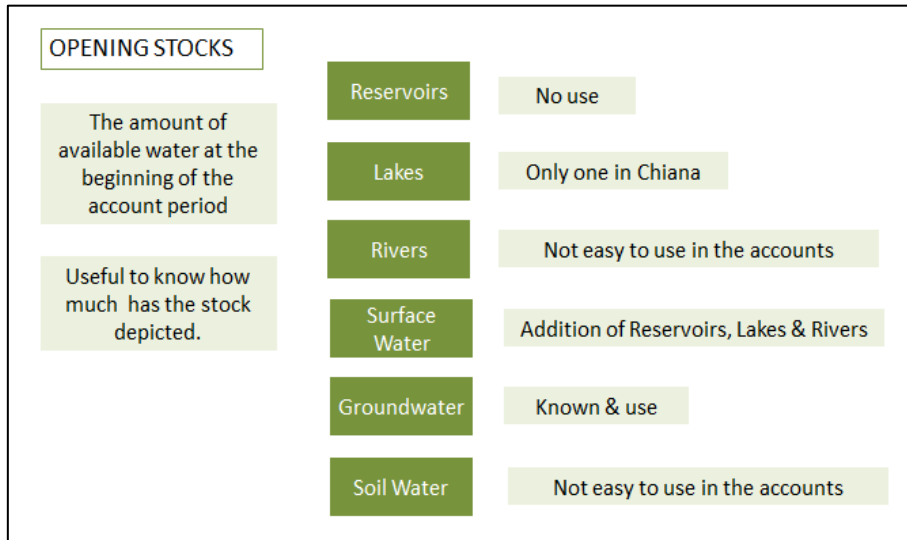 OPENING STOCKS
The amount of
available water at the
beginning of the
account period
Useful to know how
much has the stock
depicted.
Reservoirs
No use
Lakes
Only one in Chiana
Rivers
Not easy to use in the accounts
Surface
Water
Addition of Reservoirs, Lakes & Rivers
Groundwater
Known & use
Soil Water
Not easy to use in the accounts